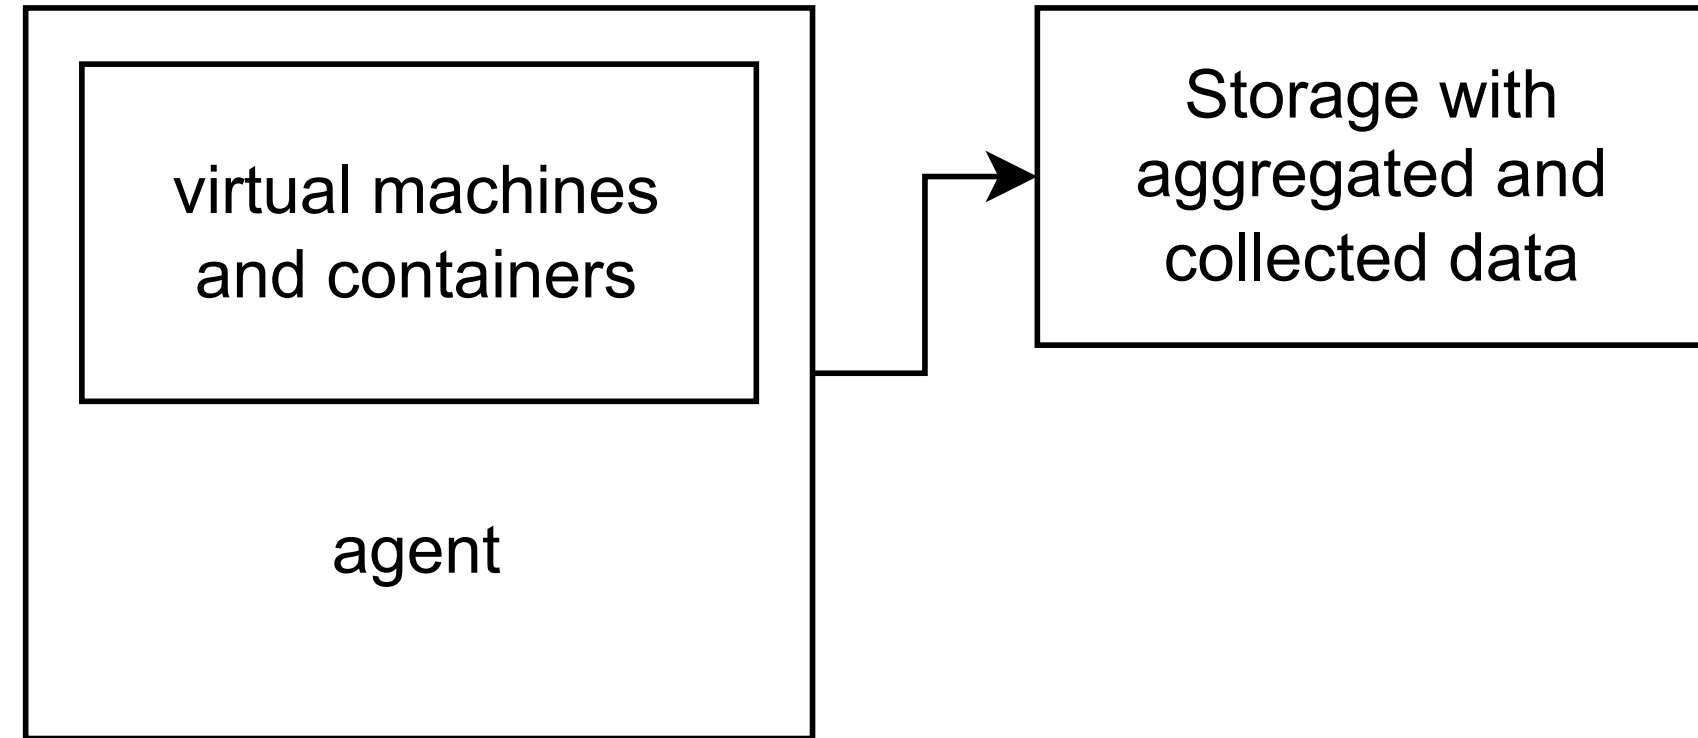 virtual machines
and containers
agent
Storage with
aggregated and
collected data